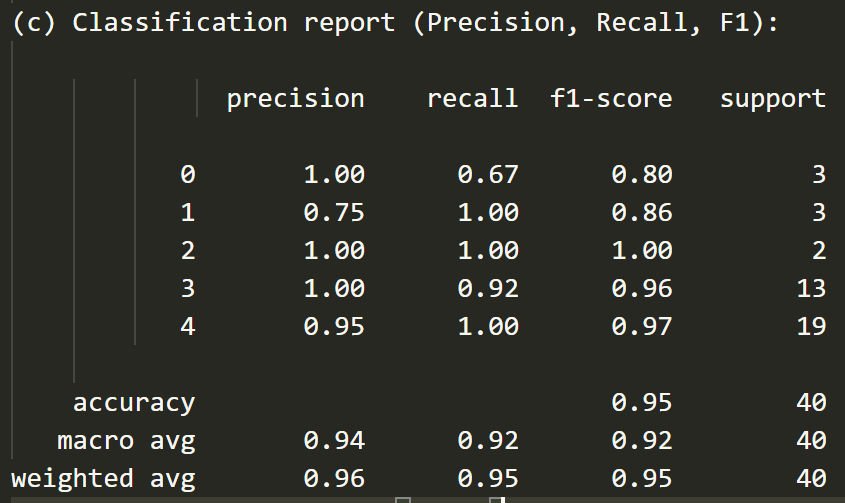 (c) Classification report (Precision, Recall, F1):
precision recall f1-score support
0 1.00 0.67 0.80 3
1 0.75 1.00 0.86 3
2 1.00 1.00 1.00 2
3 1.00 0.92 0.96 13
4 0.95 1.00 0.97 19
accuracy 0.95 40
macro avg 0.94 0.92 0.92 40
weighted avg 0.96 0.95 0.95 40